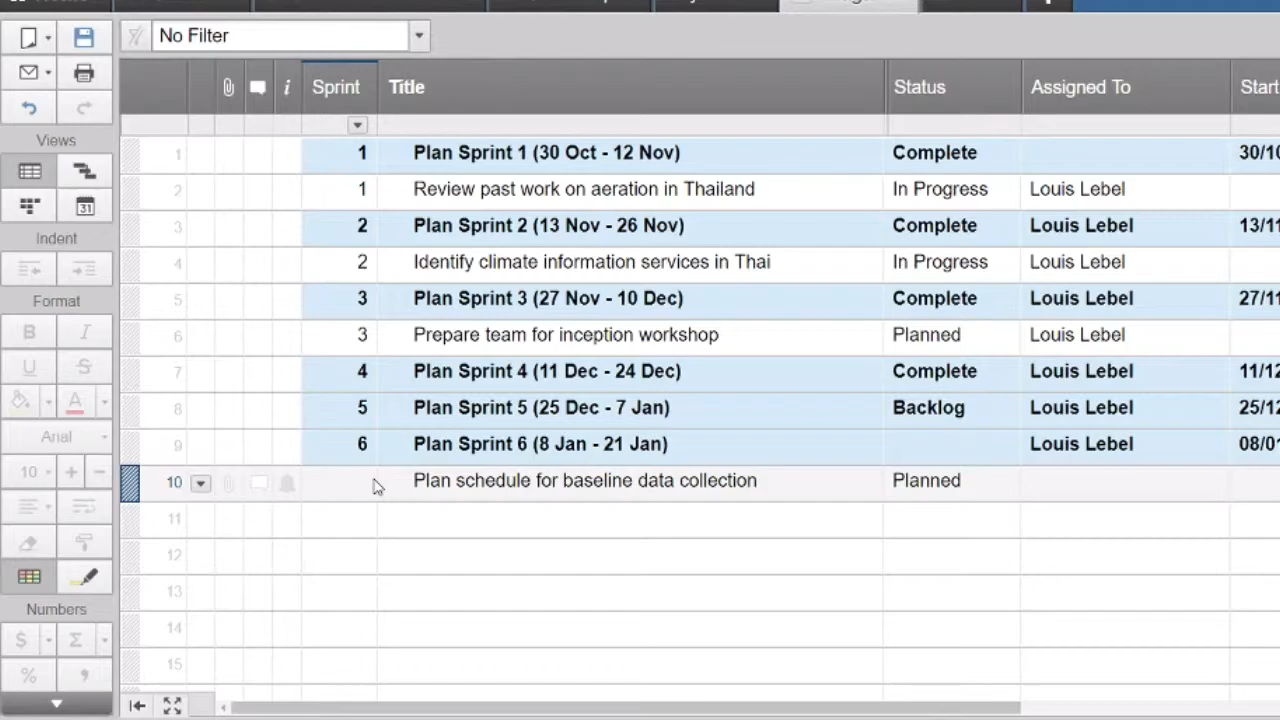 No Filter
Sprint Title Status Assigned To Start
Views
Indent
Format
B I
U S
A
Arial
10 + −
Numbers
$ Σ
% ,
31
1 1 Plan Sprint 1 (30 Oct - 12 Nov) Complete 30/10
2 1 Review past work on aeration in Thailand In Progress Louis Lebel
3 2 Plan Sprint 2 (13 Nov - 26 Nov) Complete Louis Lebel 13/11
4 2 Identify climate information services in Thai In Progress Louis Lebel
5 3 Plan Sprint 3 (27 Nov - 10 Dec) Complete Louis Lebel 27/11
6 3 Prepare team for inception workshop Planned Louis Lebel
7 4 Plan Sprint 4 (11 Dec - 24 Dec) Complete Louis Lebel 11/12
8 5 Plan Sprint 5 (25 Dec - 7 Jan) Backlog Louis Lebel 25/12
9 6 Plan Sprint 6 (8 Jan - 21 Jan) Louis Lebel 08/01
10 Plan schedule for baseline data collection Planned
11
12
13
14
15